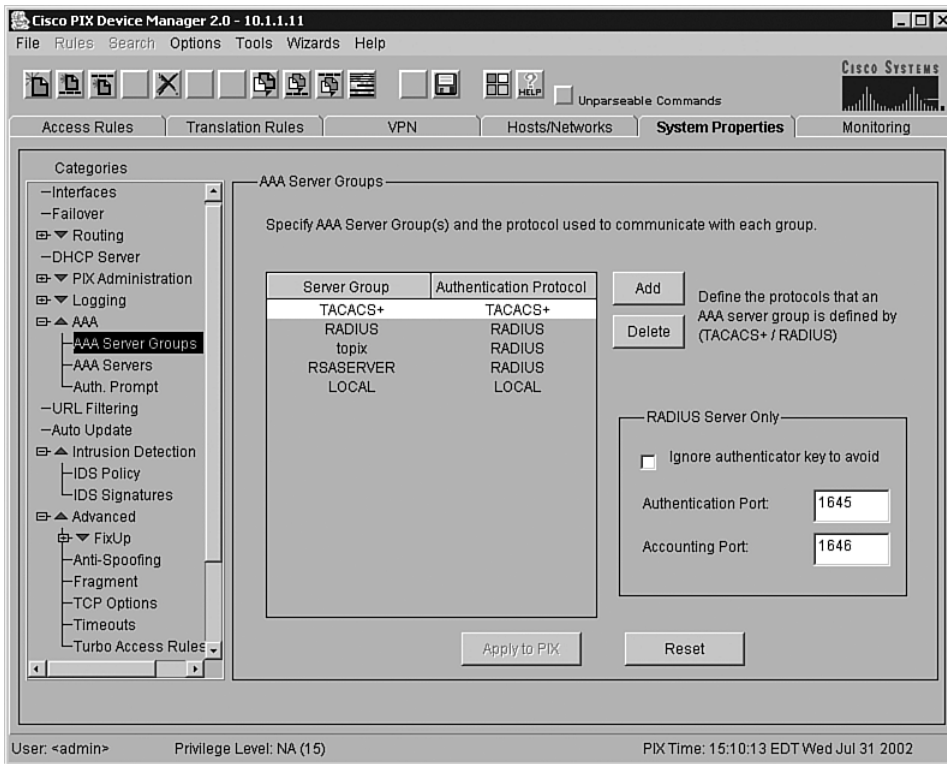 Cisco PIX Device Manager 2.0 - 10.1.1.11
File Rules Search Options Tools Wizards Help
CISCO SYSTEMS
HELP
Unparseable Commands
Access Rules Translation Rules VPN Hosts/Networks System Properties Monitoring
Categories
Interfaces
Failover
Routing
DHCP Server
PIX Administration
Logging
AAA
AAA Server Groups
AAA Servers
Auth. Prompt
URL Filtering
Auto Update
Intrusion Detection
IDS Policy
IDS Signatures
Advanced
FixUp
Anti-Spoofing
Fragment
TCP Options
Timeouts
Turbo Access Rules
AAA Server Groups
Specify AAA Server Group(s) and the protocol used to communicate with each group.
Server Group Authentication Protocol
TACACS+ TACACS+
RADIUS RADIUS
topix RADIUS
RSASERVER RADIUS
LOCAL LOCAL
Add
Delete
Define the protocols that an
AAA server group is defined by
(TACACS+ / RADIUS)
RADIUS Server Only
Ignore authenticator key to avoid
Authentication Port: 1645
Accounting Port: 1646
Apply to PIX Reset
User: <admin> Privilege Level: NA (15) PIX Time: 15:10:13 EDT Wed Jul 31 2002